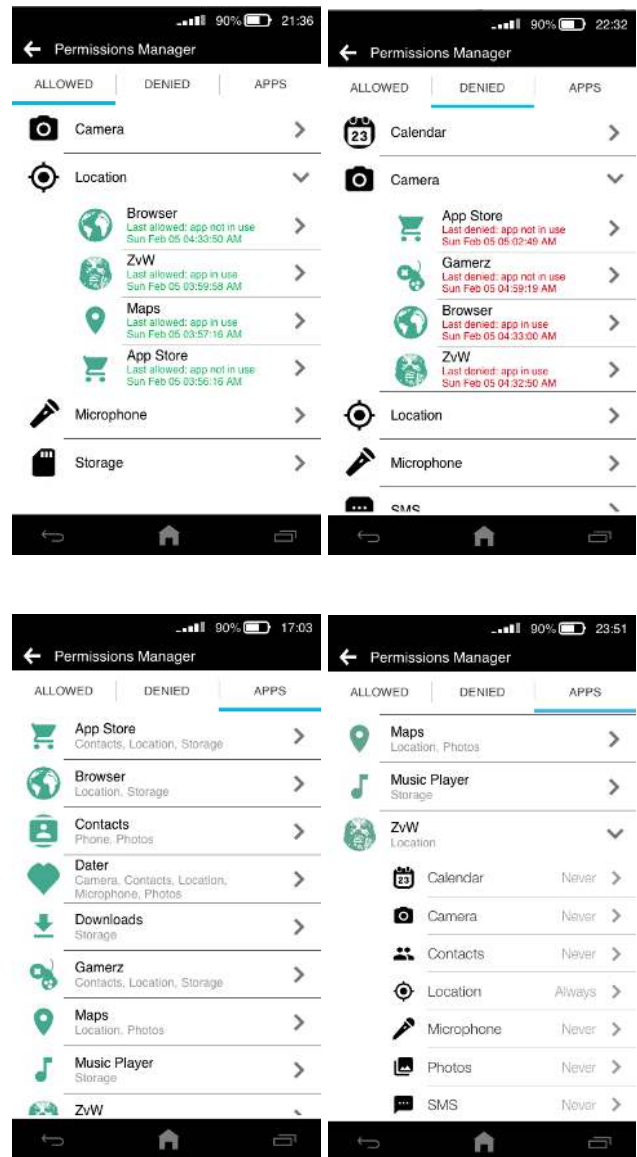 90% 21:36
Permissions Manager
ALLOWED DENIED APPS
Camera
Location
Browser
Last allowed: app not in use
Sun Feb 05 04:33:50 AM
ZvW
Last allowed: app in use
Sun Feb 05 03:59:58 AM
Maps
Last allowed: app in use
Sun Feb 05 03:57:16 AM
App Store
Last allowed: app not in use
Sun Feb 05 03:56:16 AM
Microphone
Storage
90% 22:32
Permissions Manager
ALLOWED DENIED APPS
23 Calendar
Camera
App Store
Last denied: app not in use
Sun Feb 05 05:02:49 AM
Gamerz
Last denied: app not in use
Sun Feb 05 04:59:19 AM
Browser
Last denied: app in use
Sun Feb 05 04:33:00 AM
ZvW
Last denied: app in use
Sun Feb 05 04:32:50 AM
Location
Microphone
SMS
90% 17:03
Permissions Manager
ALLOWED DENIED APPS
App Store
Contacts, Location, Storage
Browser
Location, Storage
Contacts
Phone, Photos
Dater
Camera, Contacts, Location,
Microphone, Photos
Downloads
Storage
Gamerz
Contacts, Location, Storage
Maps
Location, Photos
Music Player
Storage
ZvW
90% 23:51
Permissions Manager
ALLOWED DENIED APPS
Maps
Location, Photos
Music Player
Storage
ZvW
Location
23 Calendar Never
Camera Never
Contacts Never
Location Always
Microphone Never
Photos Never
SMS Never